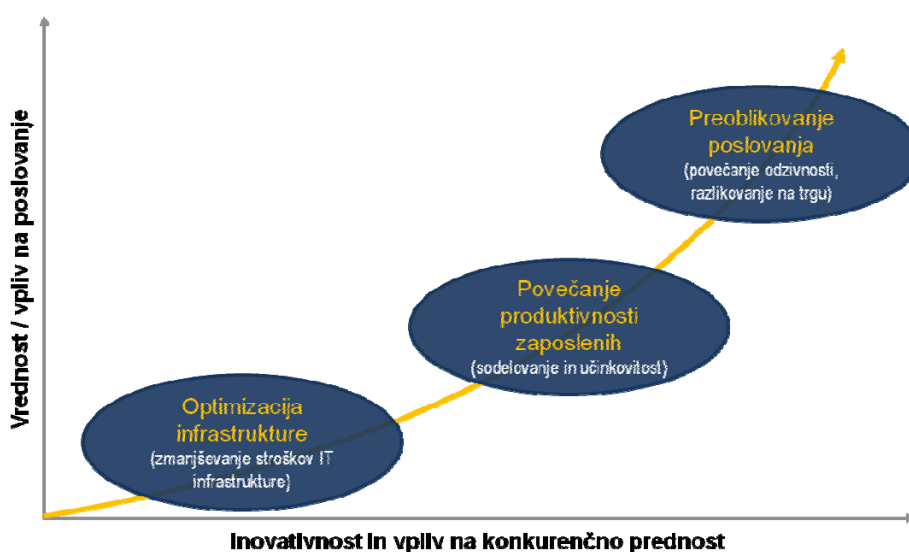 Vrednost / vpliv na poslovanje
Preoblikovanje
poslovanja
(povečanje odzivnosti,
razlikovanje na trgu)
Povečanje
produktivnosti
zaposlenih
(sodelovanje in učinkovitost)
Optimizacija
infrastrukture
(zmanjševanje stroškov IT
infrastrukture)
Inovativnost in vpliv na konkurenčno prednost